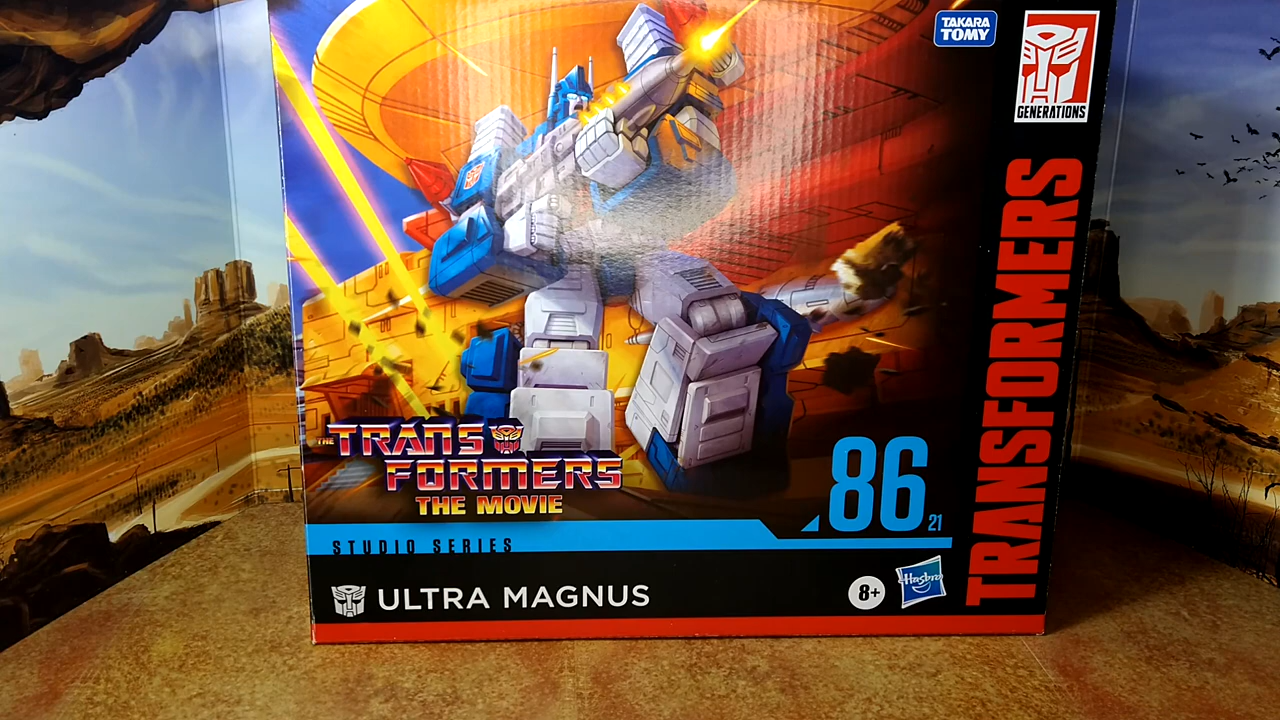 TAKARA
TOMY
GENERATIONS
TRANSFORMERS
THE TRANS
FORMERS
THE MOVIE
86
21
STUDIO SERIES
ULTRA MAGNUS
8+
Hasbro